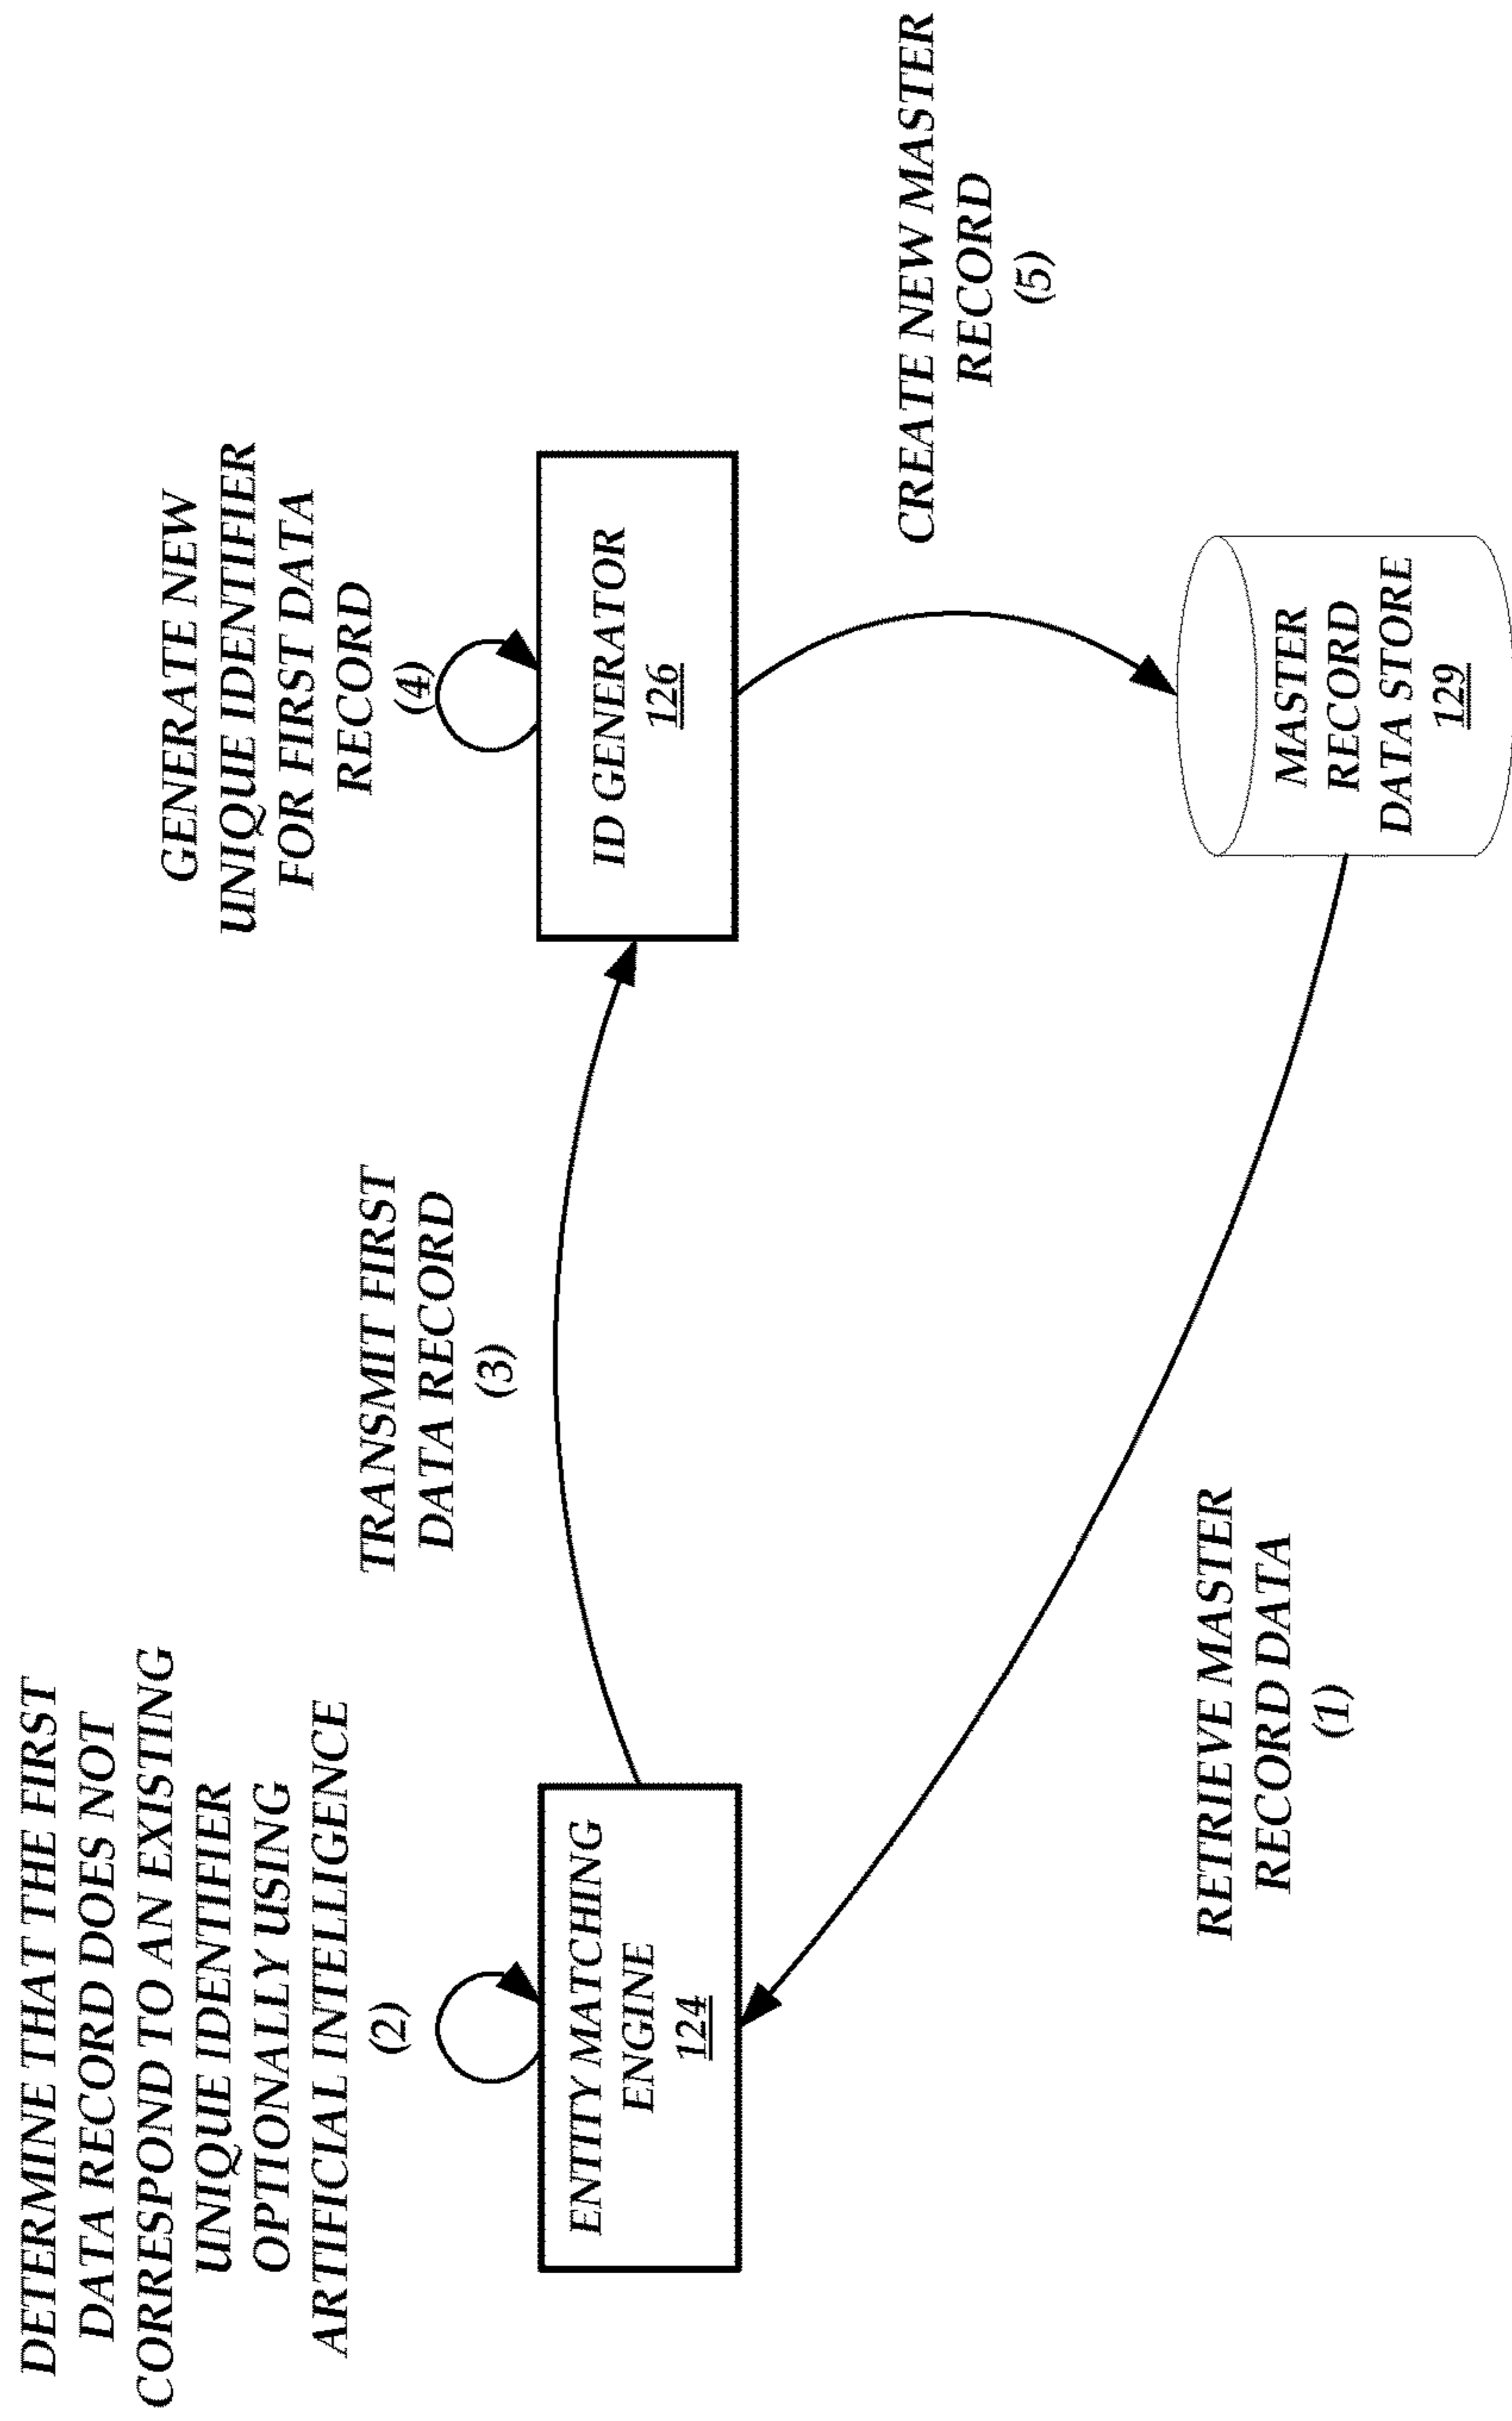 DETERMINE THAT THE FIRST
DATA RECORD DOES NOT
CORRESPOND TO AN EXISTING
UNIQUE IDENTIFIER
OPTIONALLY USING
ARTIFICIAL INTELLIGENCE
(2)
ENTITY MATCHING
ENGINE
124
TRANSMIT FIRST
DATA RECORD
(3)
GENERATE NEW
UNIQUE IDENTIFIER
FOR FIRST DATA
RECORD
(4)
ID GENERATOR
126
CREATE NEW MASTER
RECORD
(5)
MASTER
RECORD
DATA STORE
129
RETRIEVE MASTER
RECORD DATA
(1)